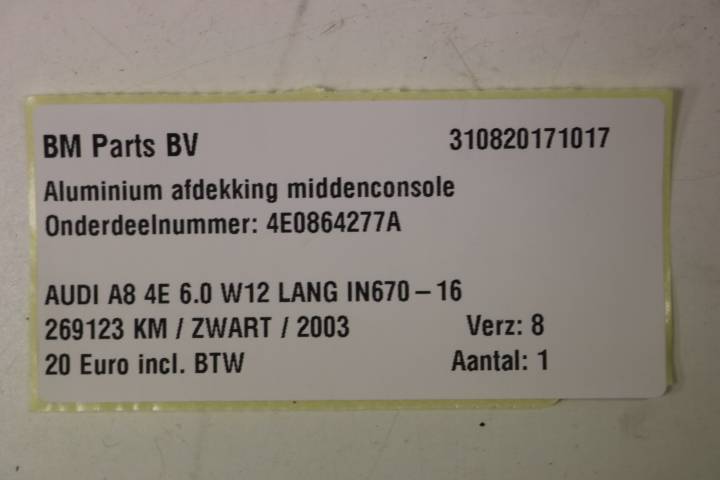 BM Parts BV 310820171017
Aluminium afdekking middenconsole
Onderdeelnummer: 4E0864277A
AUDI A8 4E 6.0 W12 LANG IN670-16
269123 KM / ZWART / 2003 Verz: 8
20 Euro incl. BTW Aantal: 1